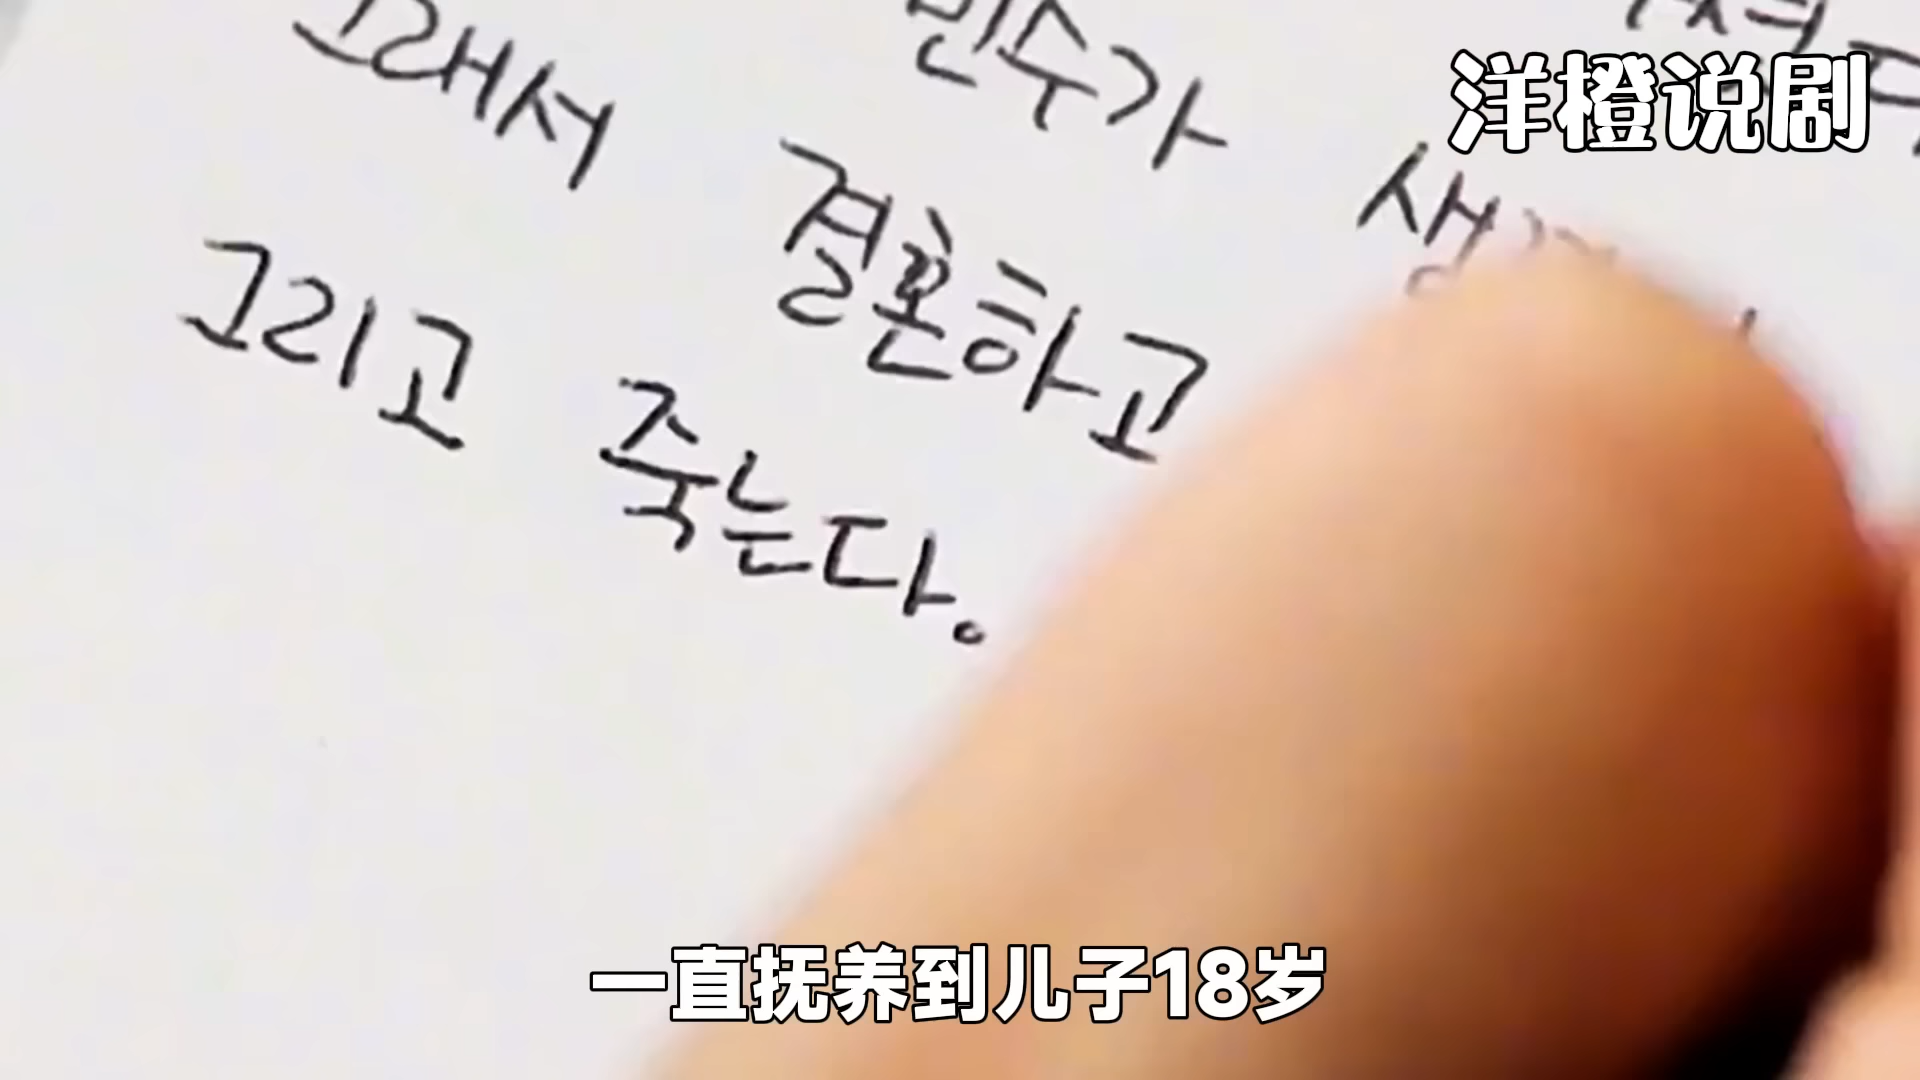 洋橙说剧
그래서 민수가
결혼하고
그리고 죽는다.
一直抚养到儿子18岁